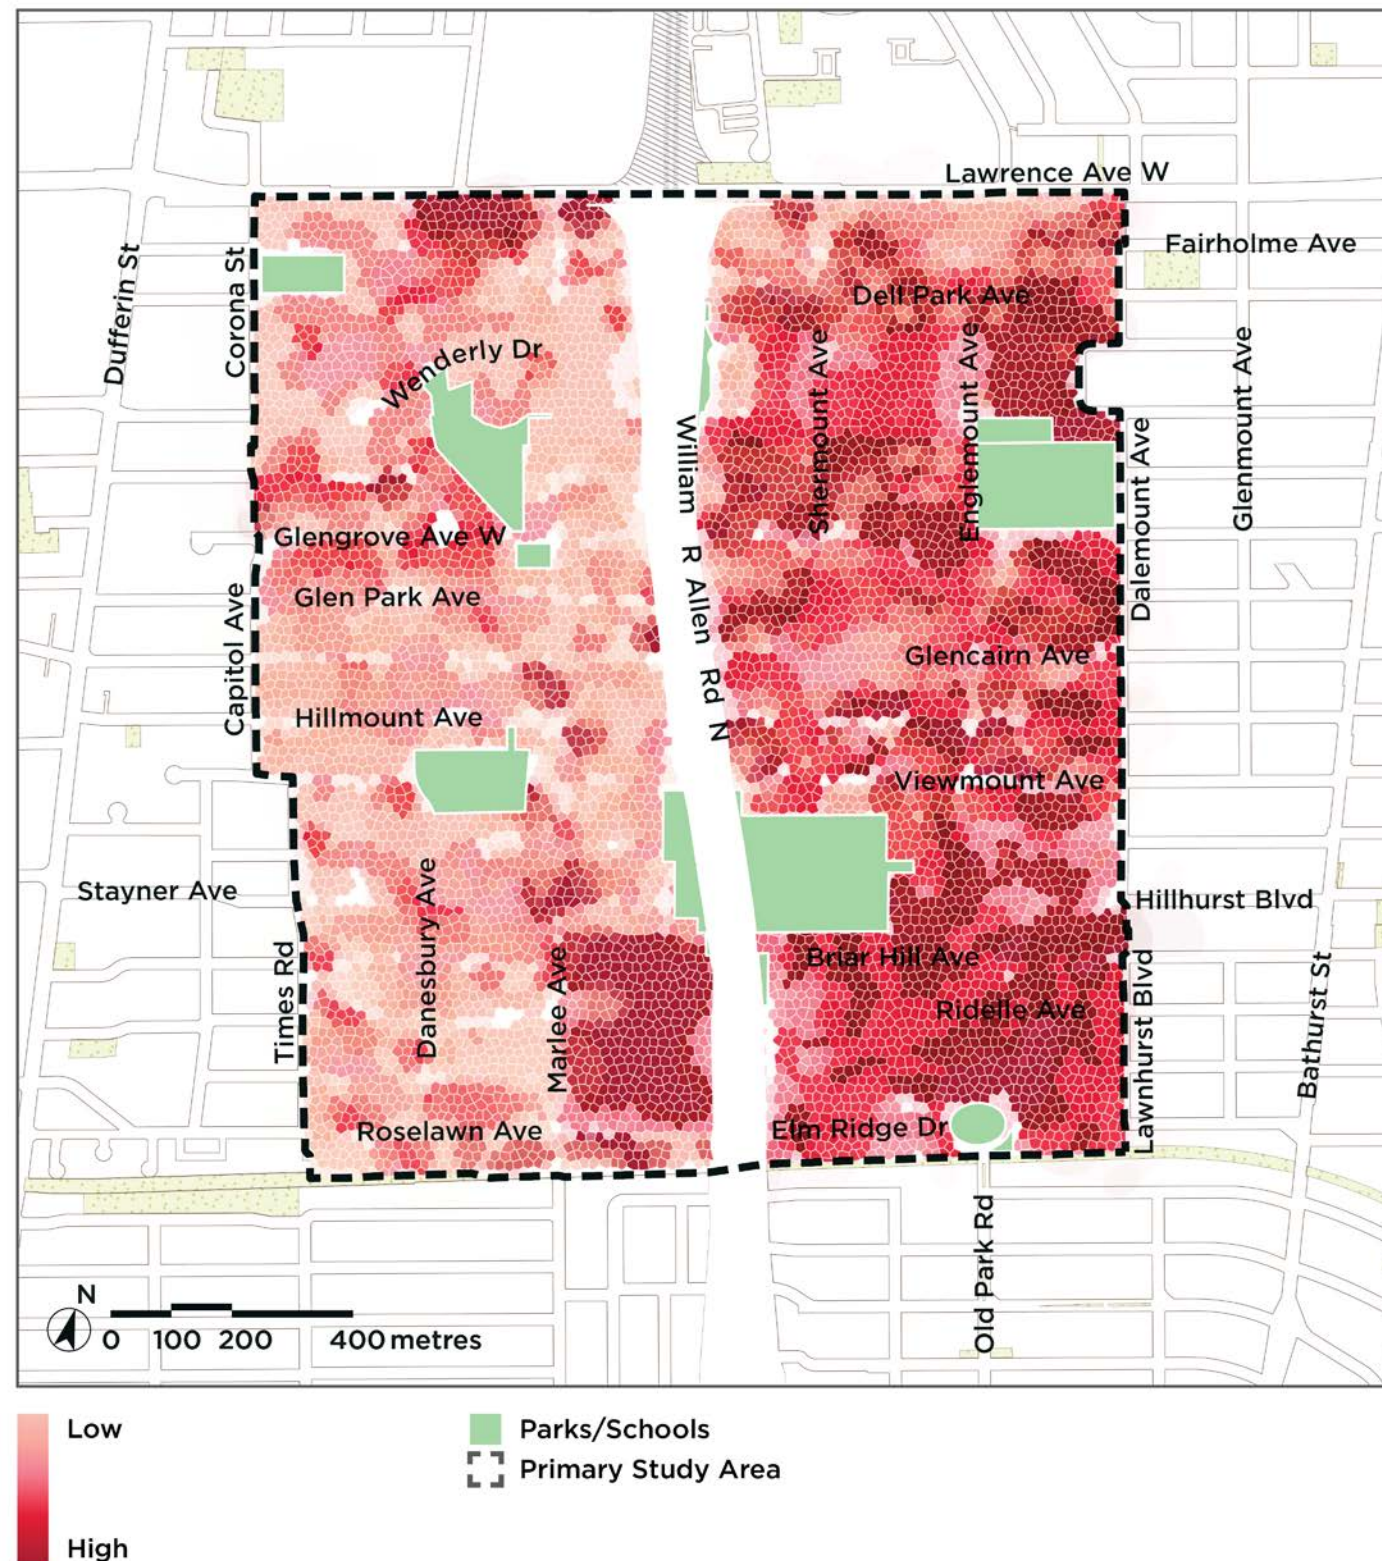 Lawrence Ave W
Fairholme Ave
Dufferin St
Corona St
Dell Park Ave
Wenderly Dr
Shermount Ave
Englemount Ave
Glenmount Ave
William R Allen Rd N
Dalemount Ave
Glengrove Ave W
Glen Park Ave
Capitol Ave
Glencairn Ave
Hillmount Ave
Viewmount Ave
Stayner Ave
Danesbury Ave
Hillhurst Blvd
Times Rd
Marlee Ave
Briar Hill Ave
Ridelle Ave
Lawnhurst Blvd
Bathurst St
Roselawn Ave
Elm Ridge Dr
Old Park Rd
N
0 100 200 400 metres
Low
High
Parks/Schools
Primary Study Area